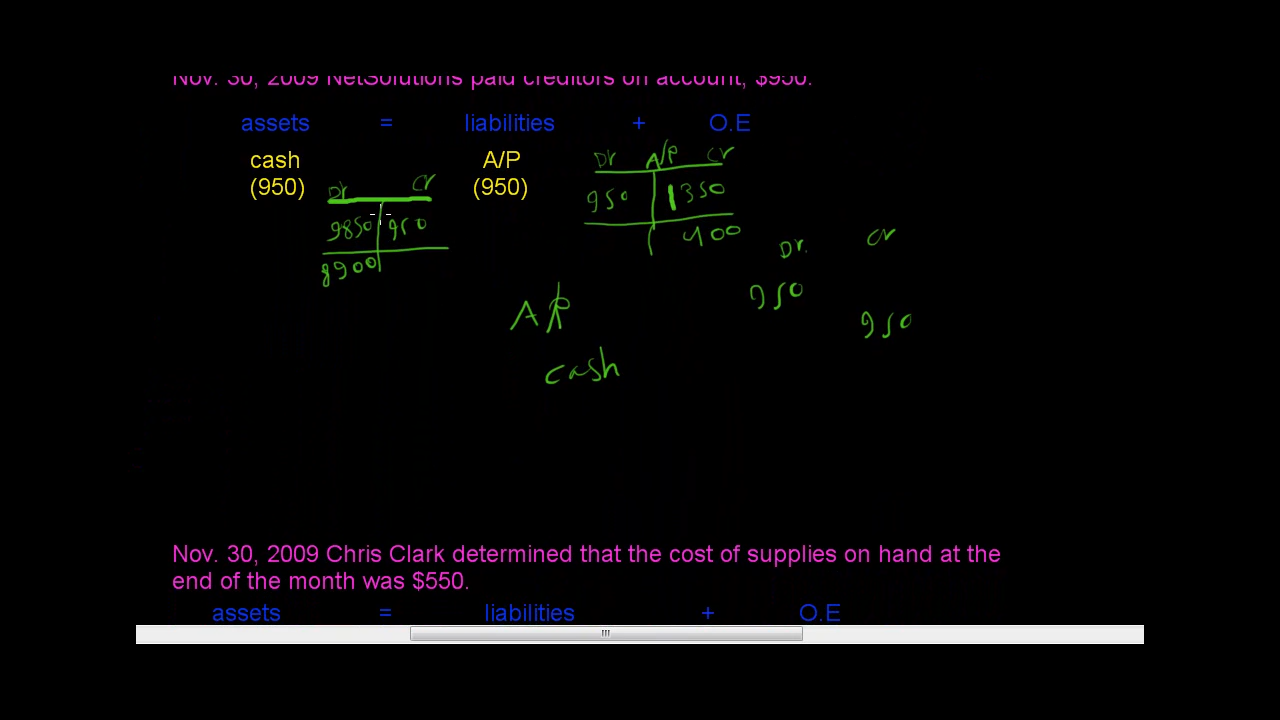 Nov. 30, 2009 NetSolutions paid creditors on account, $950.
assets = liabilities + O.E
cash A/P
(950) (950)
Dr Cr
9850 950
8900
Dr A/P Cr
950 1350
400
Dr. Cr
A/P 950
cash 950
Nov. 30, 2009 Chris Clark determined that the cost of supplies on hand at the
end of the month was $550.
assets = liabilities + O.E